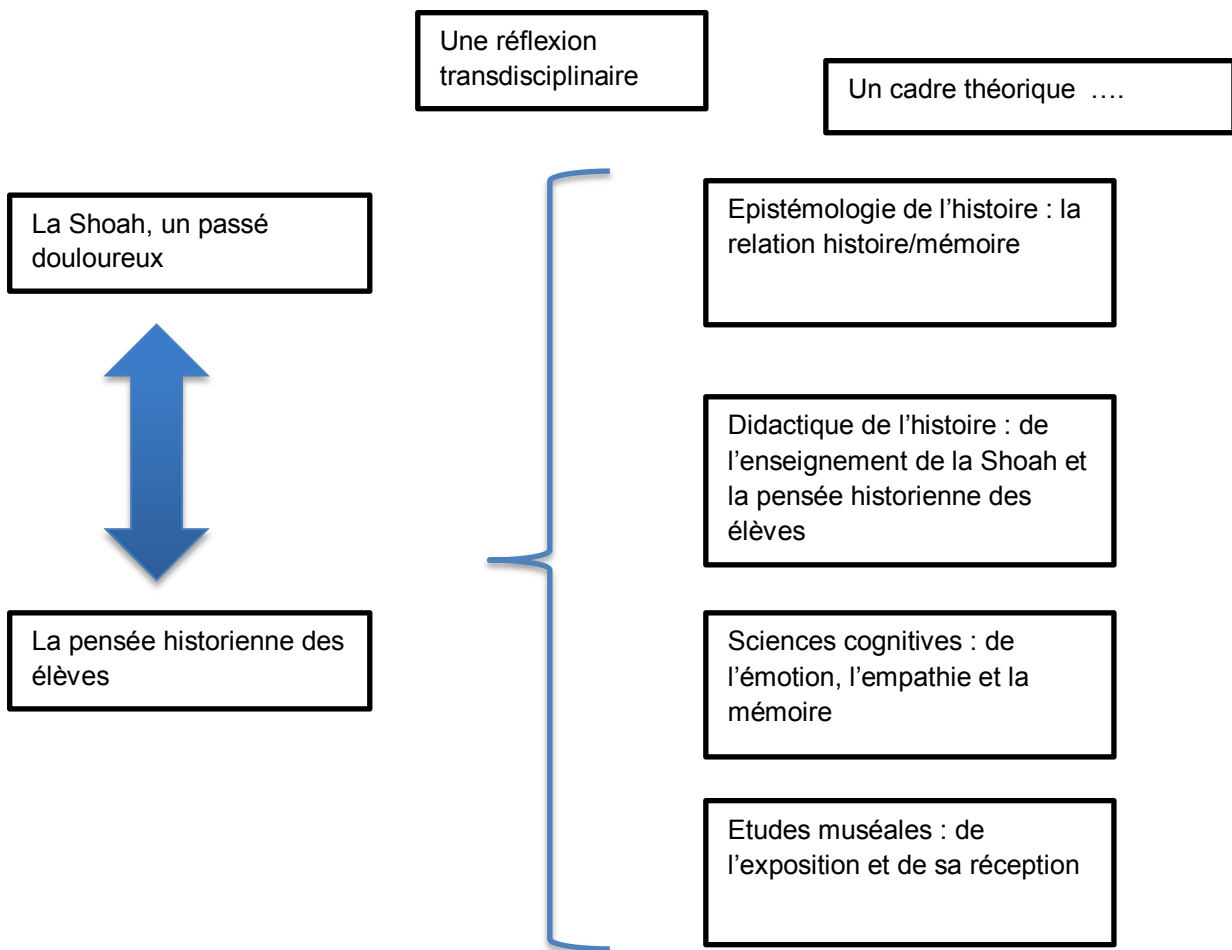 Une réflexion
transdisciplinaire
Un cadre théorique ….
La Shoah, un passé
douloureux
La pensée historienne des
élèves
Epistémologie de l’histoire : la
relation histoire/mémoire
Didactique de l’histoire : de
l’enseignement de la Shoah et
la pensée historienne des
élèves
Sciences cognitives : de
l’émotion, l’empathie et la
mémoire
Etudes muséales : de
l’exposition et de sa réception